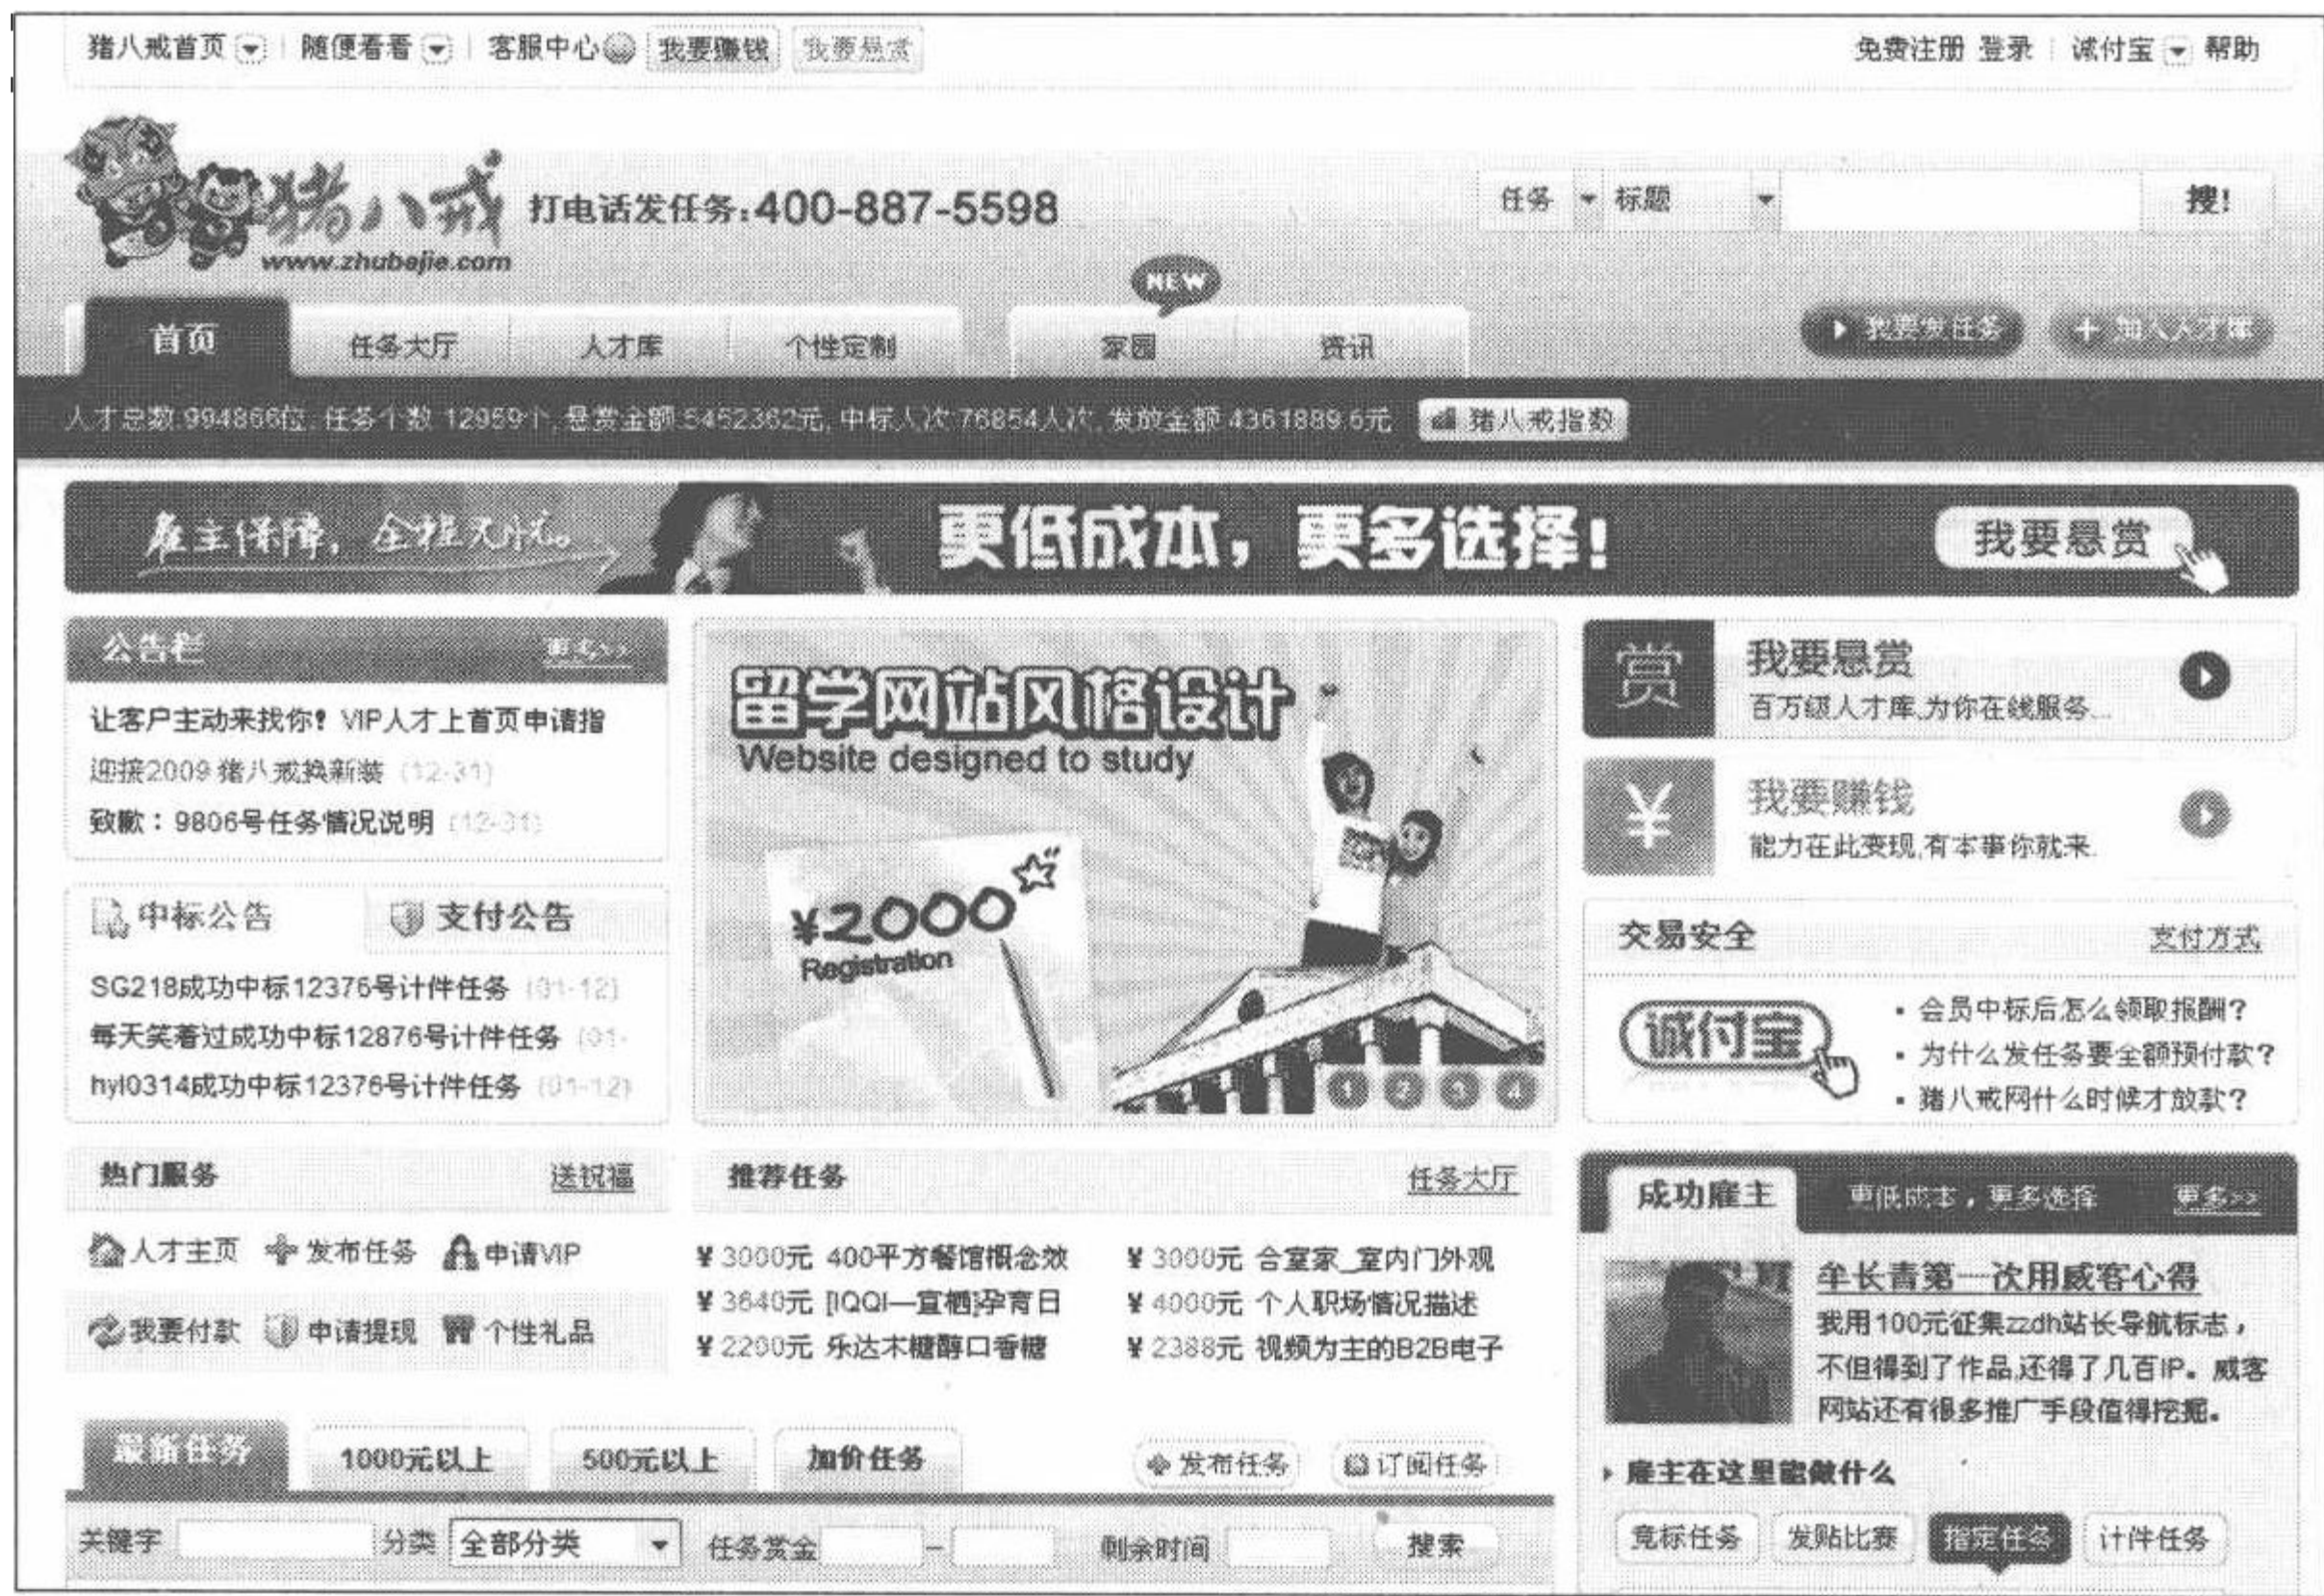 猪八戒首页 随便看看 客服中心 我要赚钱 我要悬赏 免费注册 登录 诚付宝 帮助
猪八戒 打电话发任务:400-887-5598 任务 标题 搜!
www.zhubajie.com
NEW
首页 任务大厅 人才库 个性定制 家园 资讯 我要发任务 加入人才库
人才总数:994866位, 任务个数:12959个, 悬赏金额:5452362元, 中标人次:76854人次, 发放金额:4361889.6元 猪八戒指数
雇主保障,全程无忧。 更低成本,更多选择! 我要悬赏
公告栏 更多>>
让客户主动来找你! VIP人才上首页申请指
迎接2009 猪八戒换新装 (12-31)
致歉:9806号任务情况说明 (12-31)
中标公告 支付公告
SG218成功中标12376号计件任务 (01-12)
每天笑着过成功中标12876号计件任务 (01-
hyl0314成功中标12376号计件任务 (01-12)
留学网站风格设计
Website designed to study
¥2000
Registration
1 2 3 4
赏 我要悬赏
百万级人才库,为你在线服务...
¥ 我要赚钱
能力在此变现,有本事你就来.
交易安全 支付方式
诚付宝
▪ 会员中标后怎么领取报酬?
▪ 为什么发任务要全额预付款?
▪ 猪八戒网什么时候才放款?
热门服务 送祝福
人才主页 发布任务 申请VIP
我要付款 申请提现 个性礼品
推荐任务 任务大厅
¥ 3000元 400平方餐馆概念效 ¥ 3000元 合室家_室内门外观
¥ 3640元 [IQQI—宜栖]孕育日 ¥ 4000元 个人职场情况描述
¥ 2200元 乐达木糖醇口香糖 ¥ 2388元 视频为主的B2B电子
成功雇主 更低成本,更多选择 更多>>
牟长青第一次用威客心得
我用100元征集zzdh站长导航标志,
不但得到了作品,还得了几百IP。威客
网站还有很多推广手段值得挖掘。
雇主在这里能做什么
竞标任务 发贴比赛 指定任务 计件任务
最新任务 1000元以上 500元以上 加价任务 发布任务 订阅任务
关键字 分类 全部分类 任务赏金 – 剩余时间 搜索